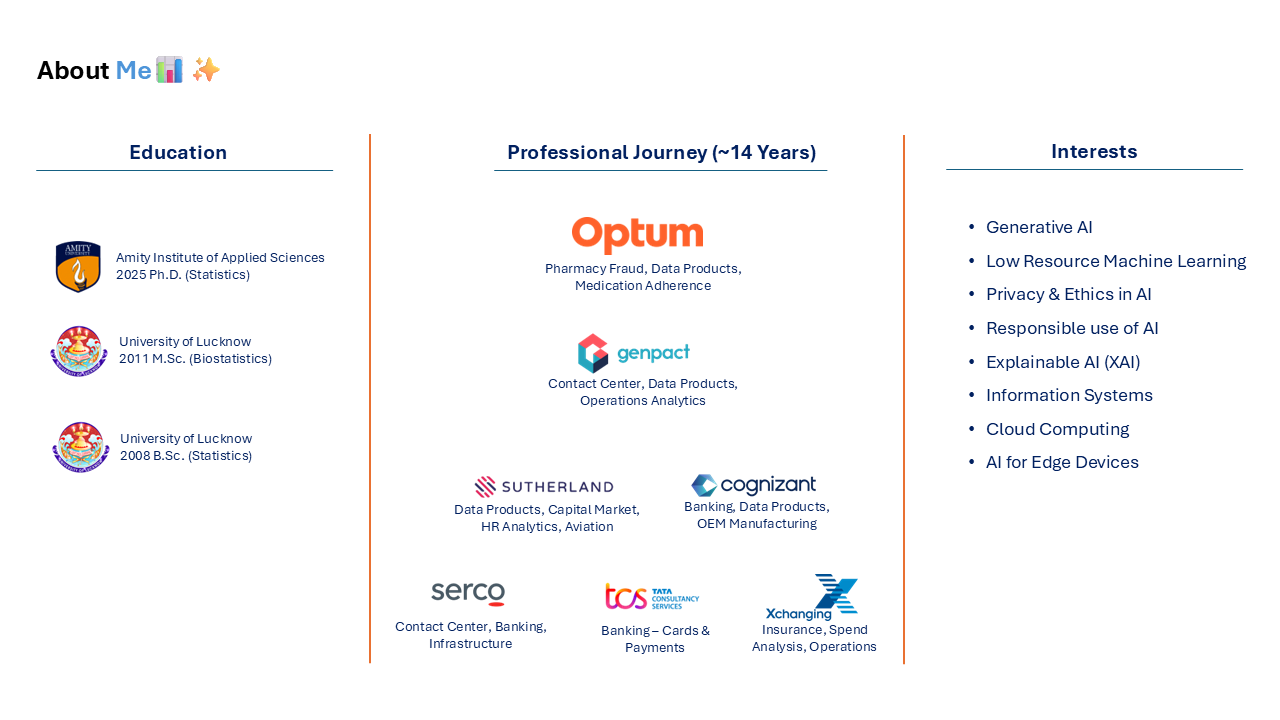 About Me
Education
AMITY
UNIVERSITY
Amity Institute of Applied Sciences
2025 Ph.D. (Statistics)
University of Lucknow
2011 M.Sc. (Biostatistics)
University of Lucknow
2008 B.Sc. (Statistics)
Professional Journey (~14 Years)
Optum
Pharmacy Fraud, Data Products,
Medication Adherence
genpact
Contact Center, Data Products,
Operations Analytics
SUTHERLAND
Data Products, Capital Market,
HR Analytics, Aviation
cognizant
Banking, Data Products,
OEM Manufacturing
serco
Contact Center, Banking,
Infrastructure
tcs TATA
CONSULTANCY
SERVICES
Banking – Cards &
Payments
Xchanging
Insurance, Spend
Analysis, Operations
Interests
• Generative AI
• Low Resource Machine Learning
• Privacy & Ethics in AI
• Responsible use of AI
• Explainable AI (XAI)
• Information Systems
• Cloud Computing
• AI for Edge Devices